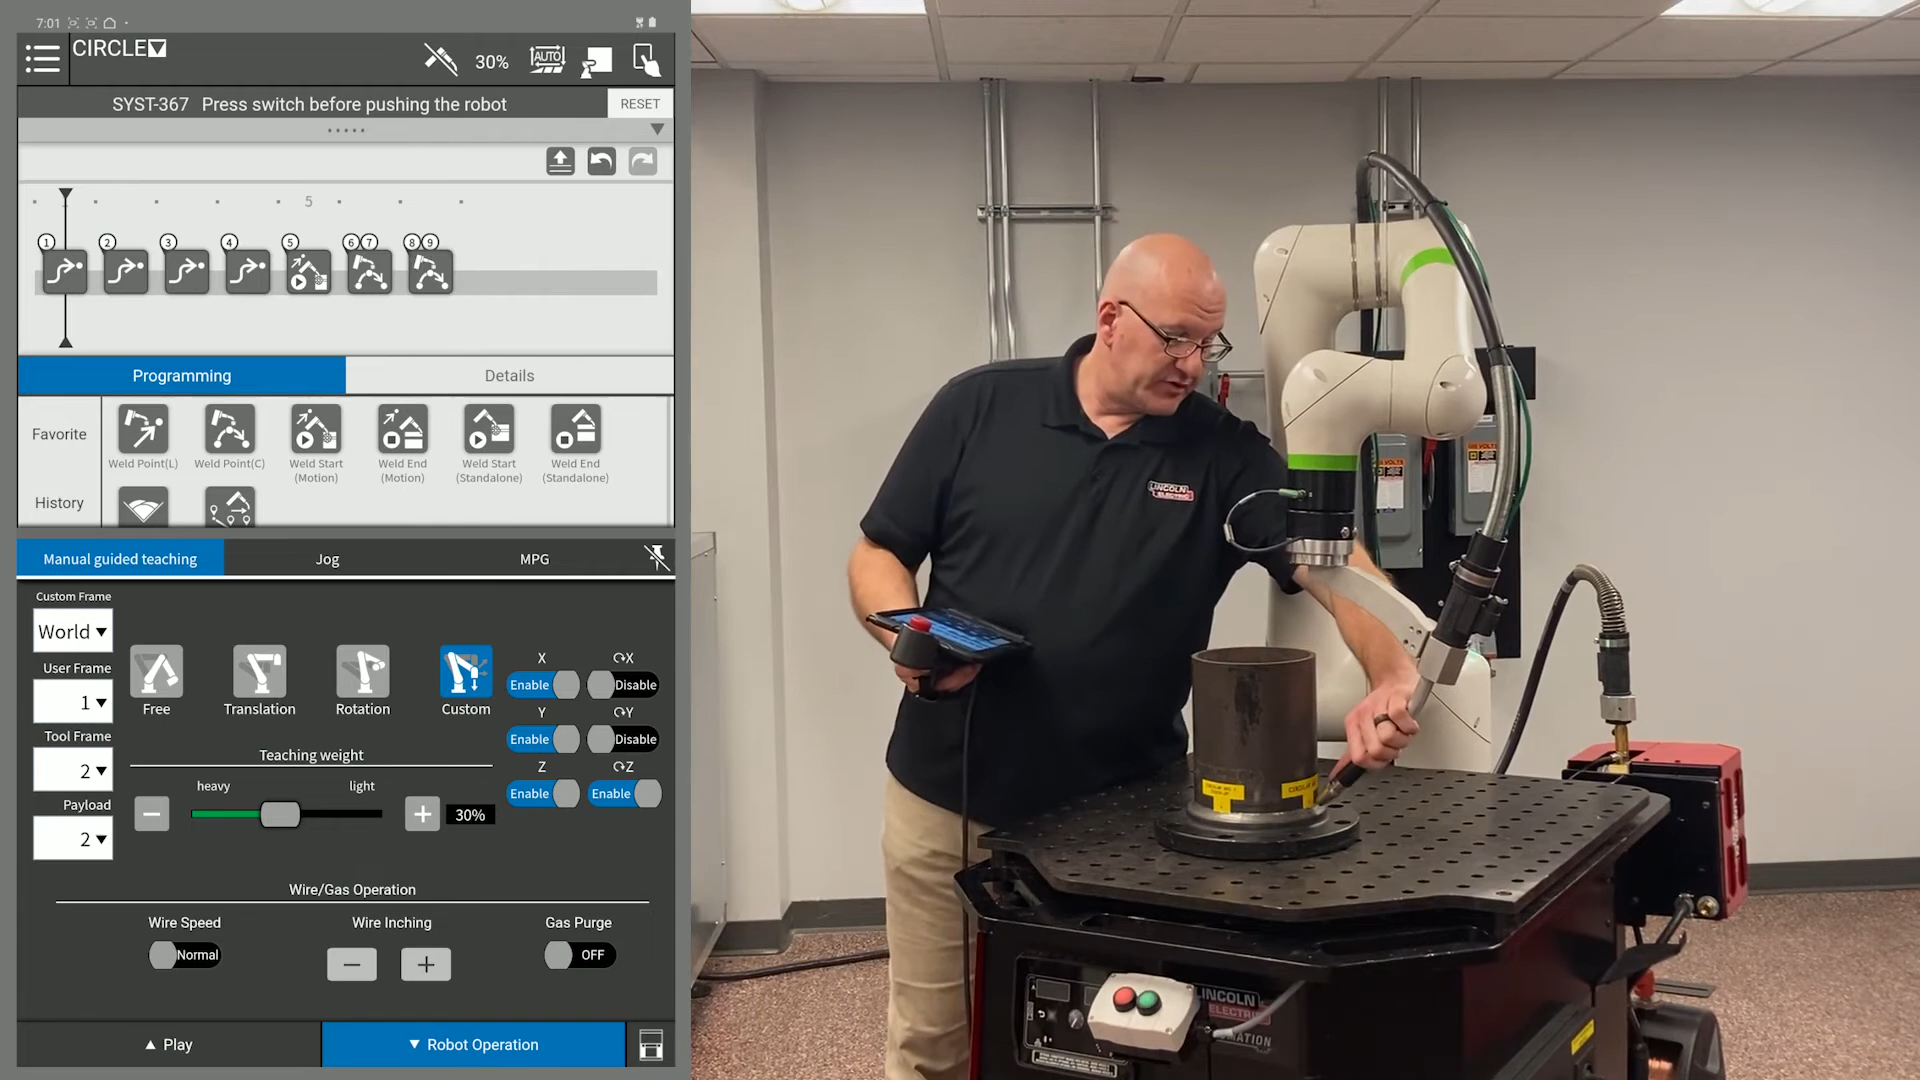 7:01
CIRCLE
30%
AUTO
SYST-367 Press switch before pushing the robot
RESET
5
1 2 3 4 5 6 7 8 9
Programming
Details
Favorite
Weld Point(L)
Weld Point(C)
Weld Start
(Motion)
Weld End
(Motion)
Weld Start
(Standalone)
Weld End
(Standalone)
History
Manual guided teaching
Jog
MPG
Custom Frame
World
User Frame
1
Tool Frame
2
Payload
2
Free
Translation
Rotation
Custom
X
Enable
X
Disable
Y
Enable
Y
Disable
Z
Enable
Z
Enable
Teaching weight
heavy
light
30%
Wire/Gas Operation
Wire Speed
Normal
Wire Inching
Gas Purge
OFF
Play
Robot Operation
LINCOLN
ELECTRIC
VOLTS
VOLTS
LINCOLN
ELECTRIC